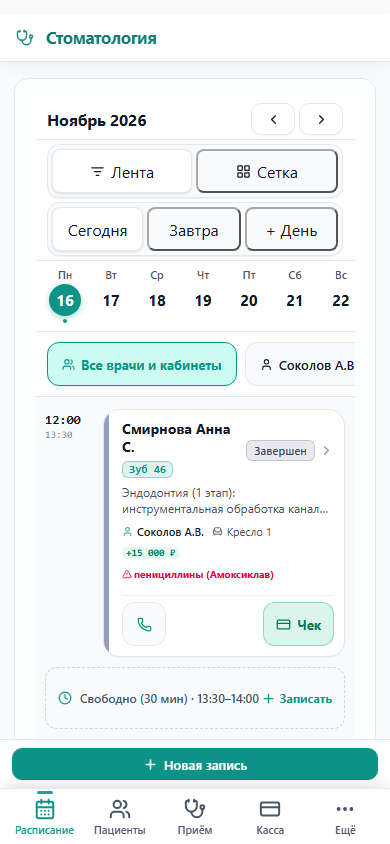 Стоматология
Ноябрь 2026
Лента
Сетка
Сегодня
Завтра
+ День
Пн Вт Ср Чт Пт Сб Вс
16 17 18 19 20 21 22
Все врачи и кабинеты
Соколов А.В
12:00
13:30
Смирнова Анна
С.
Завершен
Зуб 46
Эндодонтия (1 этап):
инструментальная обработка канал…
Соколов А.В.
Кресло 1
+15 000 ₽
пенициллины (Амоксиклав)
Чек
Свободно (30 мин) · 13:30–14:00
+ Записать
+ Новая запись
Расписание
Пациенты
Приём
Касса
Ещё